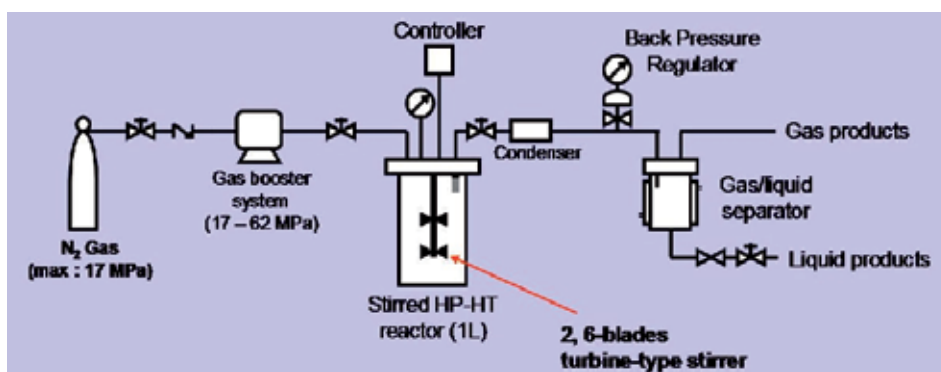 Controller
Back Pressure
Regulator
Gas products
Condenser
Gas booster
system
(17 – 62 MPa)
Gas/liquid
separator
N₂ Gas
(max : 17 MPa)
Liquid products
Stirred HP-HT
reactor (1L)
2, 6-blades
turbine-type stirrer